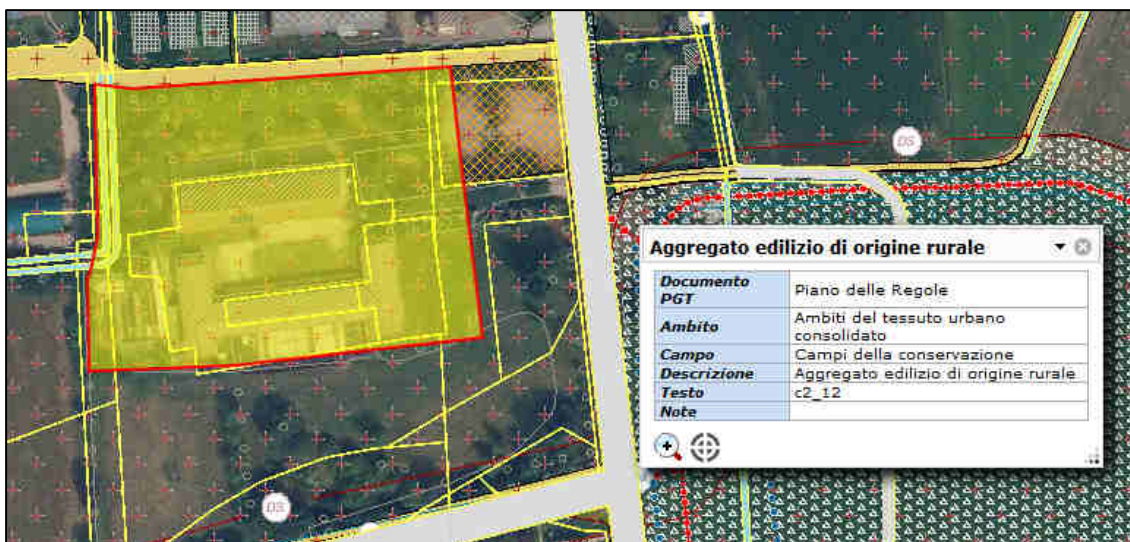 DS
Aggregato edilizio di origine rurale
Documento PGT
Piano delle Regole
Ambito
Ambiti del tessuto urbano
consolidato
Campo
Campi della conservazione
Descrizione
Aggregato edilizio di origine rurale
Testo
c2_12
Note
DS